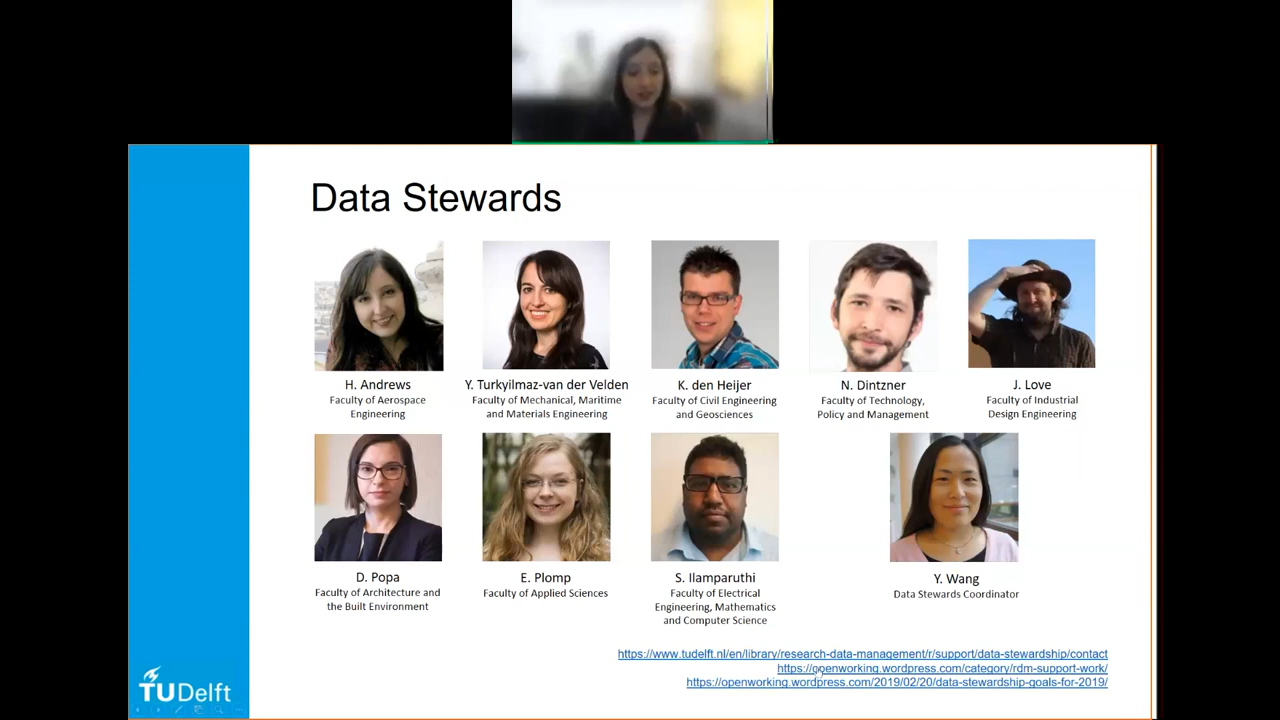 Data Stewards
H. Andrews
Faculty of Aerospace
Engineering
Y. Turkyilmaz-van der Velden
Faculty of Mechanical, Maritime
and Materials Engineering
K. den Heijer
Faculty of Civil Engineering
and Geosciences
N. Dintzner
Faculty of Technology,
Policy and Management
J. Love
Faculty of Industrial
Design Engineering
D. Popa
Faculty of Architecture and
the Built Environment
E. Plomp
Faculty of Applied Sciences
S. Ilamparuthi
Faculty of Electrical
Engineering, Mathematics
and Computer Science
Y. Wang
Data Stewards Coordinator
https://www.tudelft.nl/en/library/research-data-management/r/support/data-stewardship/contact
https://openworking.wordpress.com/category/rdm-support-work/
https://openworking.wordpress.com/2019/02/20/data-stewardship-goals-for-2019/
TUDelft